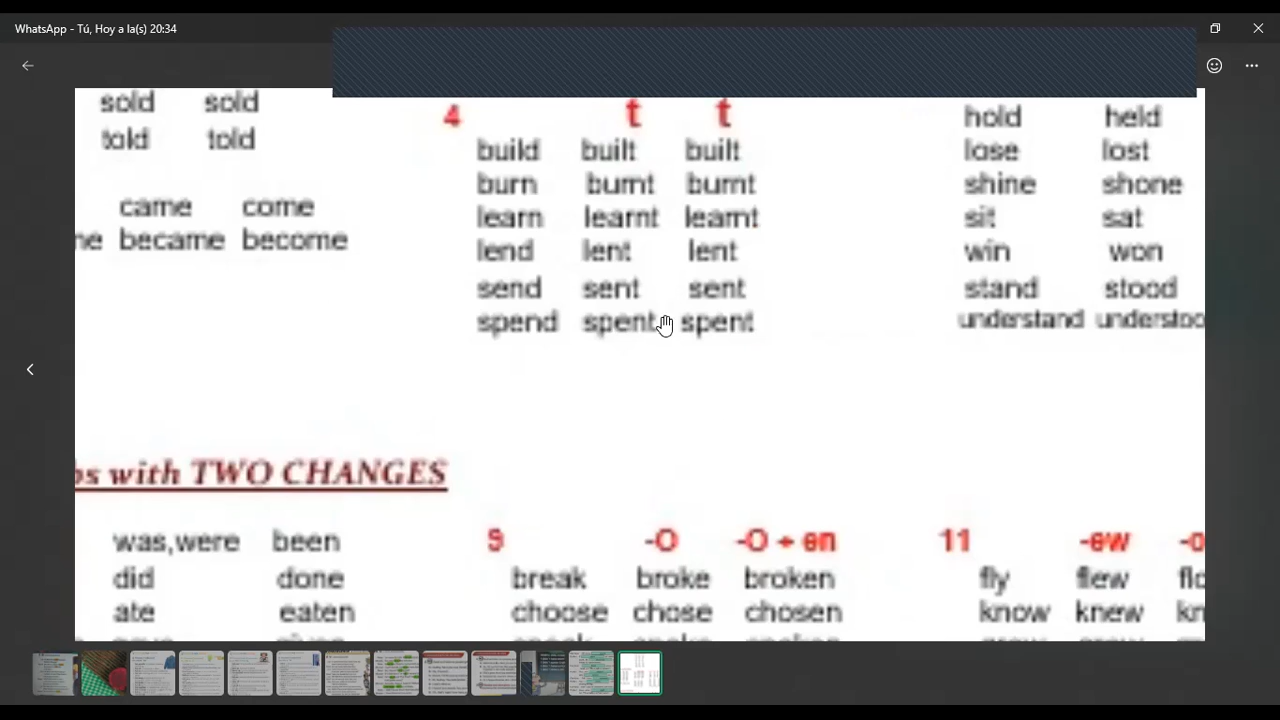 WhatsApp - Tú, Hoy a la(s) 20:34
sold sold
told told
came come
became become
4 t t
build built built
burn burnt burnt
learn learnt learnt
lend lent lent
send sent sent
spend spent spent
hold held
lose lost
shine shone
sit sat
win won
stand stood
understand understoo
with TWO CHANGES
was,were been
did done
ate eaten
9 -O -O + en
break broke broken
choose chose chosen
11 -ew
fly flew
know knew